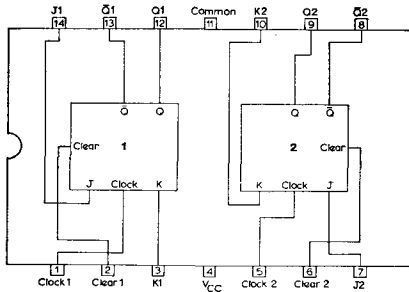 J1 Q̅1 Q1 Common K2 Q2 Q̅2
14 13 12 11 10 9 8
Q̅ Q Q Q̅
Clear 1 2 Clear
J Clock K K Clock J
1 2 3 4 5 6 7
Clock 1 Clear 1 K1 VCC Clock 2 Clear 2 J2